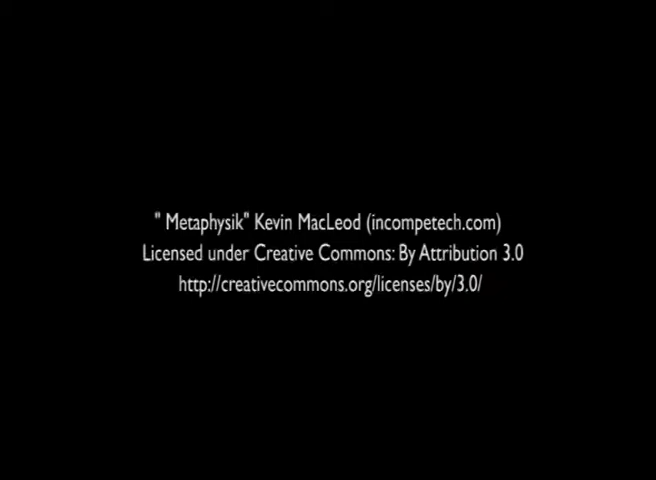 " Metaphysik" Kevin MacLeod (incompetech.com)
Licensed under Creative Commons: By Attribution 3.0
http://creativecommons.org/licenses/by/3.0/